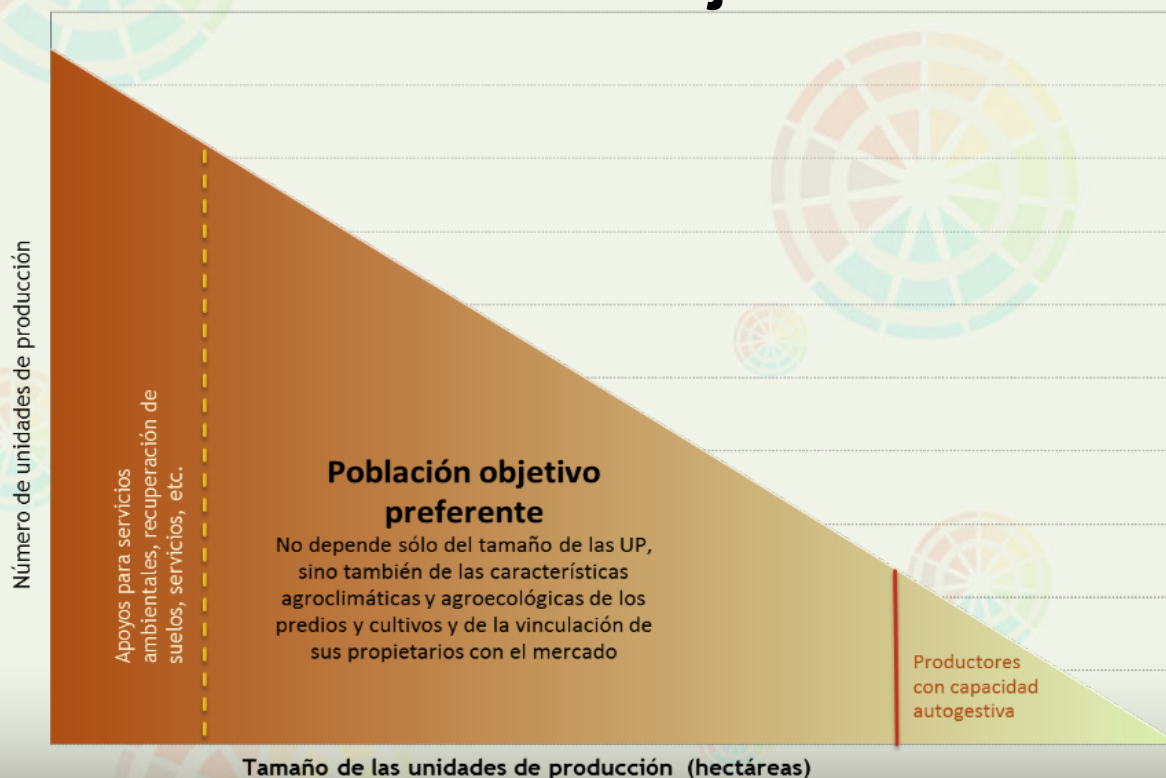 Número de unidades de producción
Apoyos para servicios
ambientales, recuperación de
suelos, servicios, etc.
Población objetivo
preferente
No depende sólo del tamaño de las UP,
sino también de las características
agroclimáticas y agroecológicas de los
predios y cultivos y de la vinculación de
sus propietarios con el mercado
Productores
con capacidad
autogestiva
Tamaño de las unidades de producción (hectáreas)